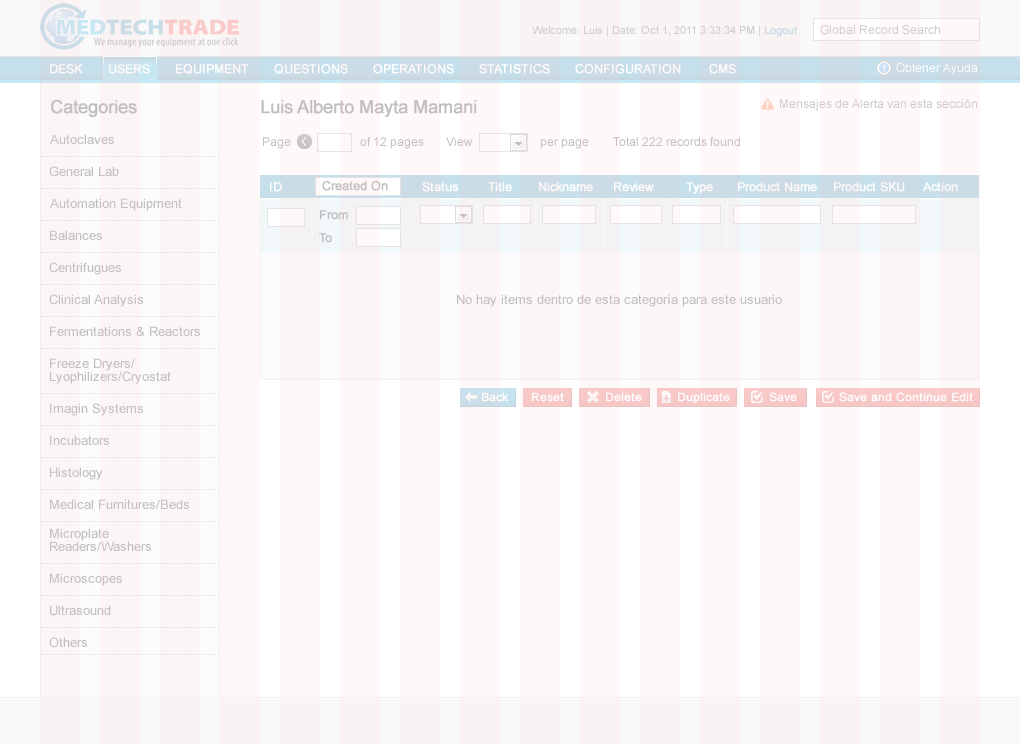 MEDTECHTRADE
We manage your equipment at one click
Welcome: Luis | Date: Oct 1, 2011 3:33:34 PM | Logout
Global Record Search
DESK USERS EQUIPMENT QUESTIONS OPERATIONS STATISTICS CONFIGURATION CMS
Obtener Ayuda
Categories
Autoclaves
General Lab
Automation Equipment
Balances
Centrifugues
Clinical Analysis
Fermentations & Reactors
Freeze Dryers/
Lyophilizers/Cryostat
Imagin Systems
Incubators
Histology
Medical Furnitures/Beds
Microplate
Readers/Washers
Microscopes
Ultrasound
Others
Luis Alberto Mayta Mamani
Mensajes de Alerta van esta sección
Page of 12 pages View per page Total 222 records found
ID Created On Status Title Nickname Review Type Product Name Product SKU Action
From
To
No hay items dentro de esta categoría para este usuario
Back Reset Delete Duplicate Save Save and Continue Edit